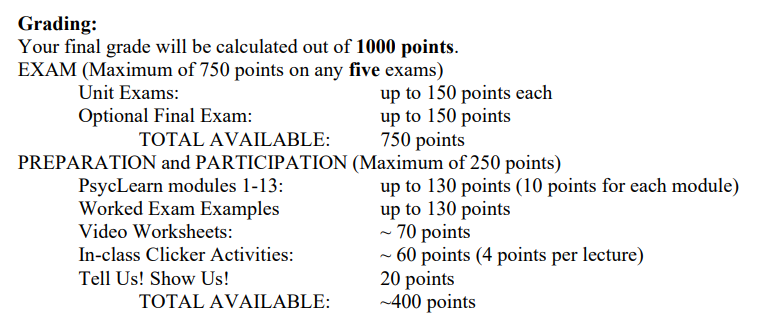 Grading:
Your final grade will be calculated out of 1000 points.
EXAM (Maximum of 750 points on any five exams)
Unit Exams: up to 150 points each
Optional Final Exam: up to 150 points
TOTAL AVAILABLE: 750 points
PREPARATION and PARTICIPATION (Maximum of 250 points)
PsycLearn modules 1-13: up to 130 points (10 points for each module)
Worked Exam Examples up to 130 points
Video Worksheets: ~ 70 points
In-class Clicker Activities: ~ 60 points (4 points per lecture)
Tell Us! Show Us! 20 points
TOTAL AVAILABLE: ~400 points